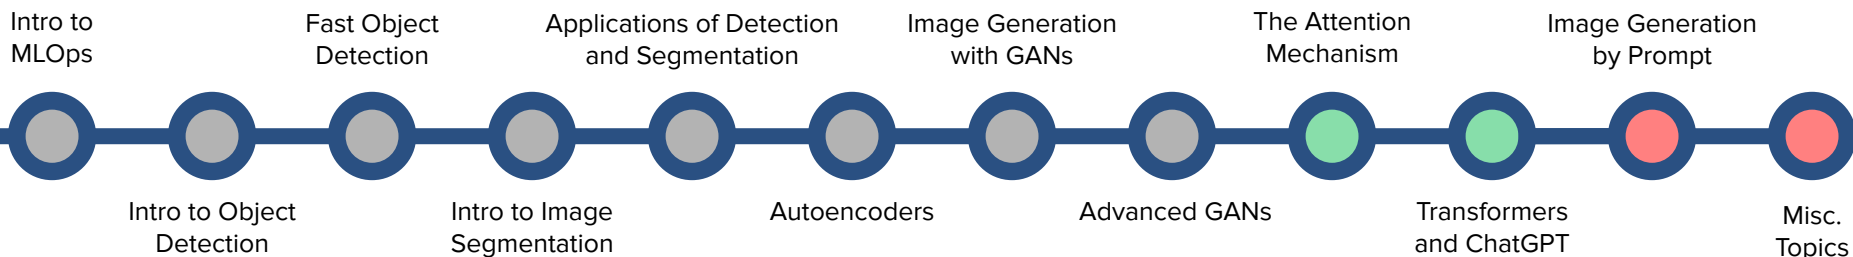 Intro to
MLOps
Intro to Object
Detection
Fast Object
Detection
Intro to Image
Segmentation
Applications of Detection
and Segmentation
Autoencoders
Image Generation
with GANs
Advanced GANs
The Attention
Mechanism
Transformers
and ChatGPT
Image Generation
by Prompt
Misc.
Topics